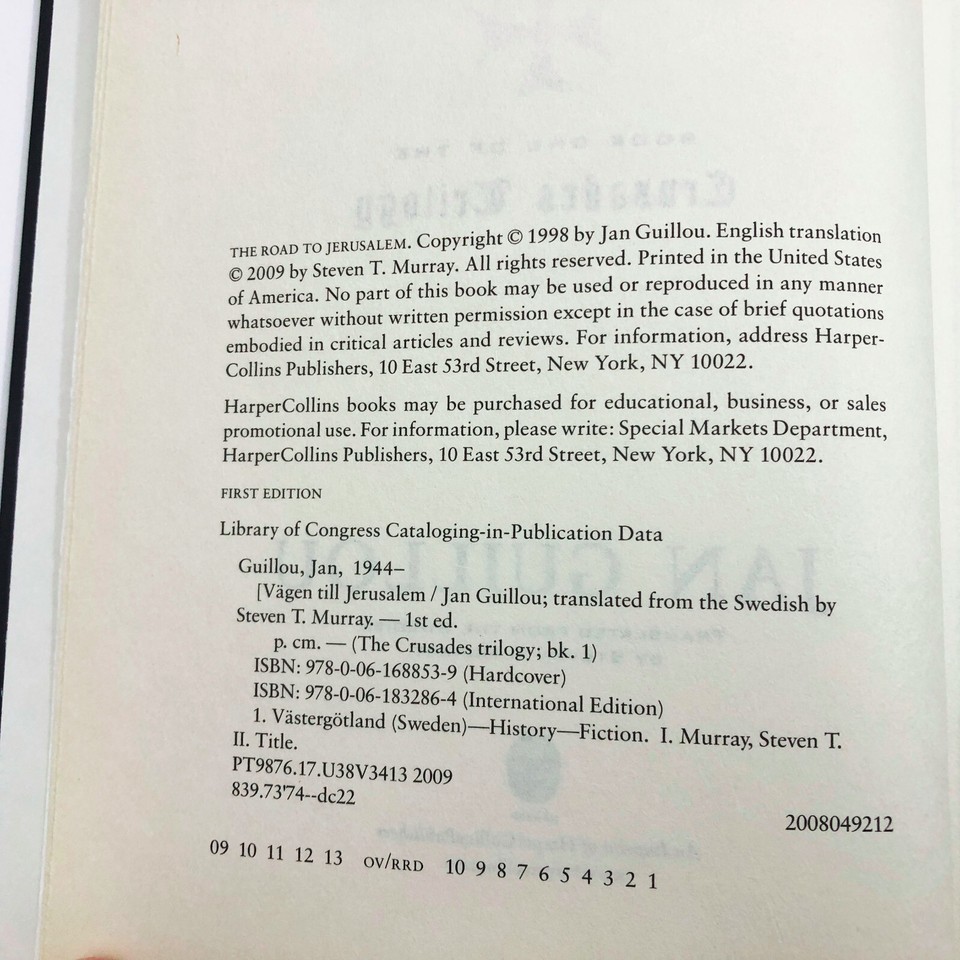 THE ROAD TO JERUSALEM. Copyright © 1998 by Jan Guillou. English translation
© 2009 by Steven T. Murray. All rights reserved. Printed in the United States
of America. No part of this book may be used or reproduced in any manner
whatsoever without written permission except in the case of brief quotations
embodied in critical articles and reviews. For information, address Harper-
Collins Publishers, 10 East 53rd Street, New York, NY 10022.
HarperCollins books may be purchased for educational, business, or sales
promotional use. For information, please write: Special Markets Department,
HarperCollins Publishers, 10 East 53rd Street, New York, NY 10022.
FIRST EDITION
Library of Congress Cataloging-in-Publication Data
Guillou, Jan, 1944–
[Vägen till Jerusalem / Jan Guillou; translated from the Swedish by
Steven T. Murray. — 1st ed.
p. cm. — (The Crusades trilogy; bk. 1)
ISBN: 978-0-06-168853-9 (Hardcover)
ISBN: 978-0-06-183286-4 (International Edition)
1. Västergötland (Sweden)—History—Fiction. I. Murray, Steven T.
II. Title.
PT9876.17.U38V3413 2009
839.73'74--dc22
2008049212
09 10 11 12 13 OV/RRD 10 9 8 7 6 5 4 3 2 1